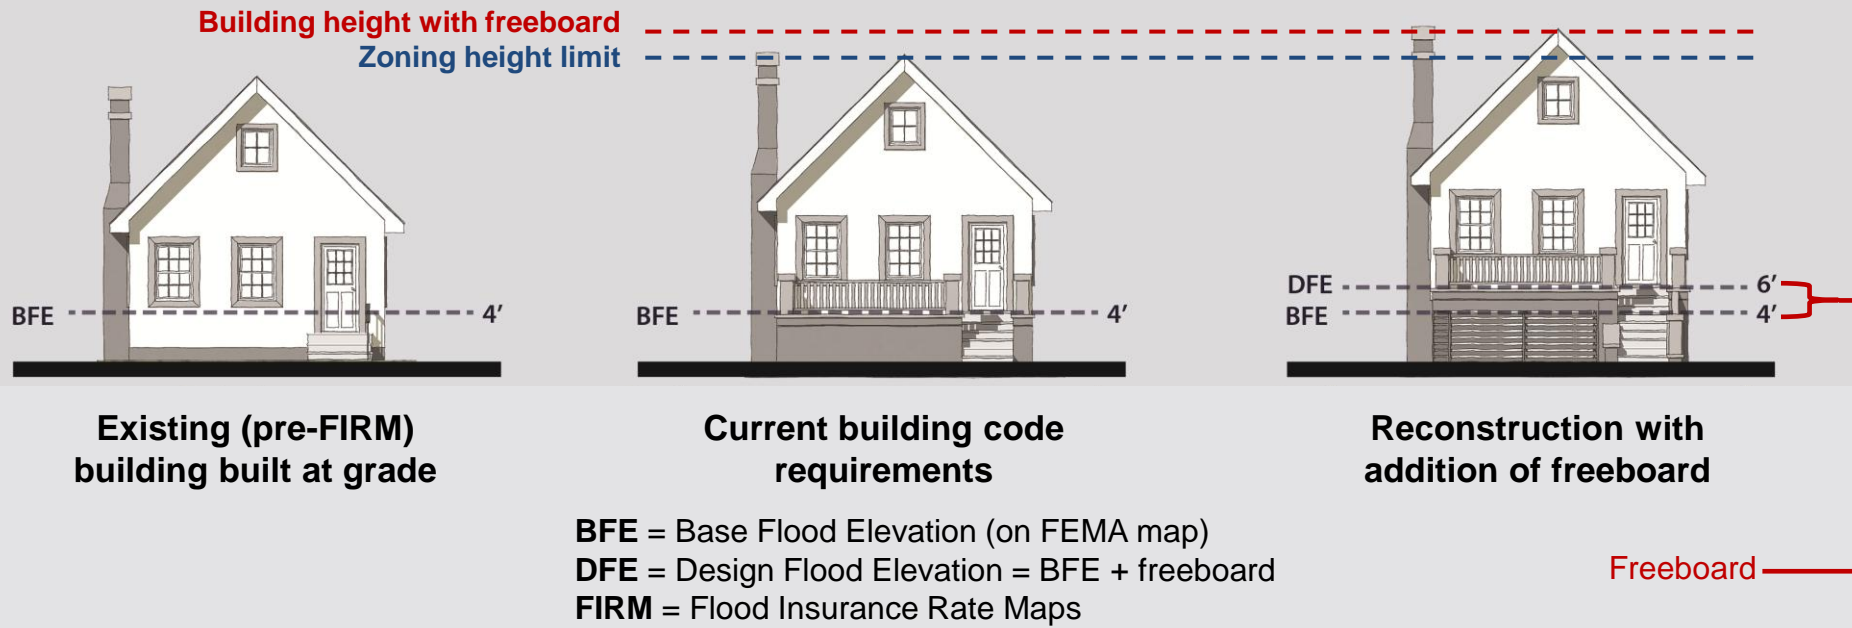 Building height with freeboard
Zoning height limit
BFE
4’
BFE
4’
DFE
6’
BFE
4’
Existing (pre-FIRM)
building built at grade
Current building code
requirements
Reconstruction with
addition of freeboard
BFE = Base Flood Elevation (on FEMA map)
DFE = Design Flood Elevation = BFE + freeboard
FIRM = Flood Insurance Rate Maps
Freeboard